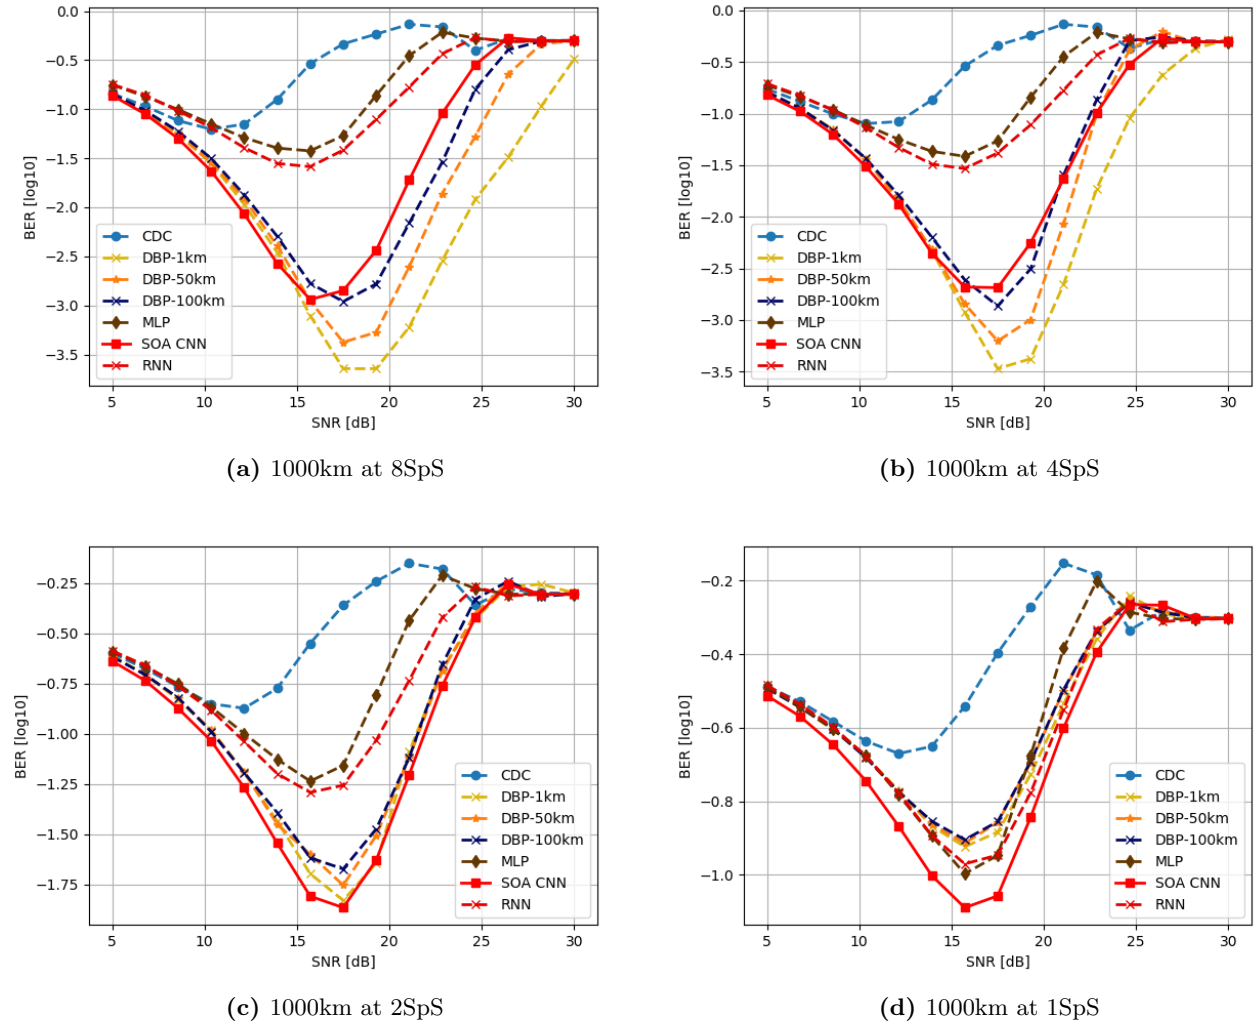 0.0
−0.5
−1.0
−1.5
−2.0
−2.5
−3.0
−3.5
BER [log10]
CDC
DBP-1km
DBP-50km
DBP-100km
MLP
SOA CNN
RNN
5 10 15 20 25 30
SNR [dB]
(a) 1000km at 8SpS
0.0
−0.5
−1.0
−1.5
−2.0
−2.5
−3.0
−3.5
BER [log10]
CDC
DBP-1km
DBP-50km
DBP-100km
MLP
SOA CNN
RNN
5 10 15 20 25 30
SNR [dB]
(b) 1000km at 4SpS
−0.25
−0.50
−0.75
−1.00
−1.25
−1.50
−1.75
BER [log10]
CDC
DBP-1km
DBP-50km
DBP-100km
MLP
SOA CNN
RNN
5 10 15 20 25 30
SNR [dB]
(c) 1000km at 2SpS
−0.2
−0.4
−0.6
−0.8
−1.0
BER [log10]
CDC
DBP-1km
DBP-50km
DBP-100km
MLP
SOA CNN
RNN
5 10 15 20 25 30
SNR [dB]
(d) 1000km at 1SpS